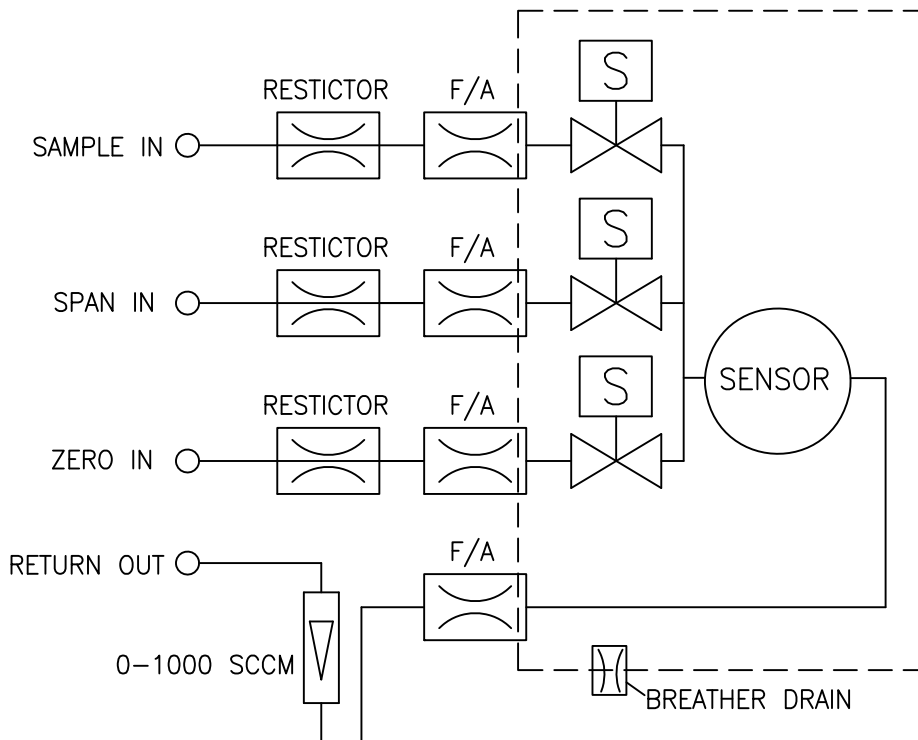 S
RESTICTOR F/A
SAMPLE IN
S
RESTICTOR F/A
SPAN IN
S
SENSOR
RESTICTOR F/A
ZERO IN
F/A
RETURN OUT
0-1000 SCCM
BREATHER DRAIN